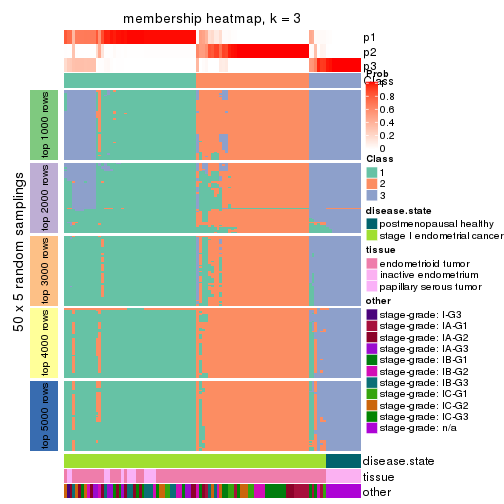 membership heatmap, k = 3
p1
p2
p3
Class
50 x 5 random samplings
top 1000 rows
top 2000 rows
top 3000 rows
top 4000 rows
top 5000 rows
disease.state
tissue
other
Prob
0.8
0.6
0.4
0.2
0
Class
1
2
3
disease.state
postmenopausal healthy
stage I endometrial cancer
tissue
endometrioid tumor
inactive endometrium
papillary serous tumor
other
stage-grade: I-G3
stage-grade: IA-G1
stage-grade: IA-G2
stage-grade: IA-G3
stage-grade: IB-G1
stage-grade: IB-G2
stage-grade: IB-G3
stage-grade: IC-G1
stage-grade: IC-G2
stage-grade: IC-G3
stage-grade: n/a